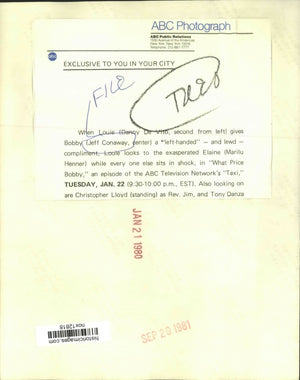 ABC Photograph
ABC Public Relations
1330 Avenue of the Americas
New York, New York 10019
abc
EXCLUSIVE TO YOU IN YOUR CITY
FILE
When Louie (Danny De Vito, second from left) gives
Bobby (Jeff Conaway, center) a "left-handed" — and lewd —
compliment, Louie looks to the exasperated Elaine (Marilu
Henner) while every one else sits in shock, in "What Price
Bobby," an episode of the ABC Television Network's "Taxi,"
TUESDAY, JAN. 22 (9:30-10:00 p.m., EST). Also looking on
are Christopher Lloyd (standing) as Rev. Jim, and Tony Danza
JAN 21 1980
SEP 29 1981
historicimages.com